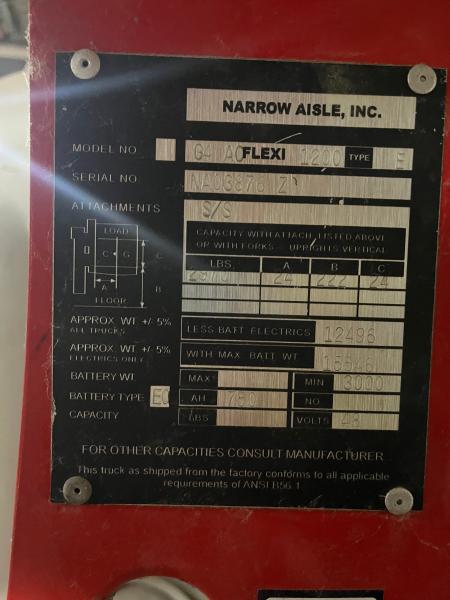 NARROW AISLE, INC.
MODEL NO G4 AC FLEXI 1200 TYPE E
SERIAL NO
ATTACHMENTS S/S
CAPACITY WITH ATTACH. LISTED ABOVE
OR WITH FORKS UPRIGHTS VERTICAL
LOAD
C G C
A B
FLOOR
LBS. A B C
24 222 24
APPROX. WT. +/- 5%
ALL TRUCKS
LESS BATT ELECTRICS 12496
APPROX. WT. +/- 5%
ELECTRICS ONLY
WITH MAX BATT WT
BATTERY WT. MAX MIN 3000
BATTERY TYPE EO AH 750 NO
CAPACITY LBS VOLTS 48
FOR OTHER CAPACITIES CONSULT MANUFACTURER
This truck as shipped from the factory conforms to all applicable
requirements of ANSI B56.1